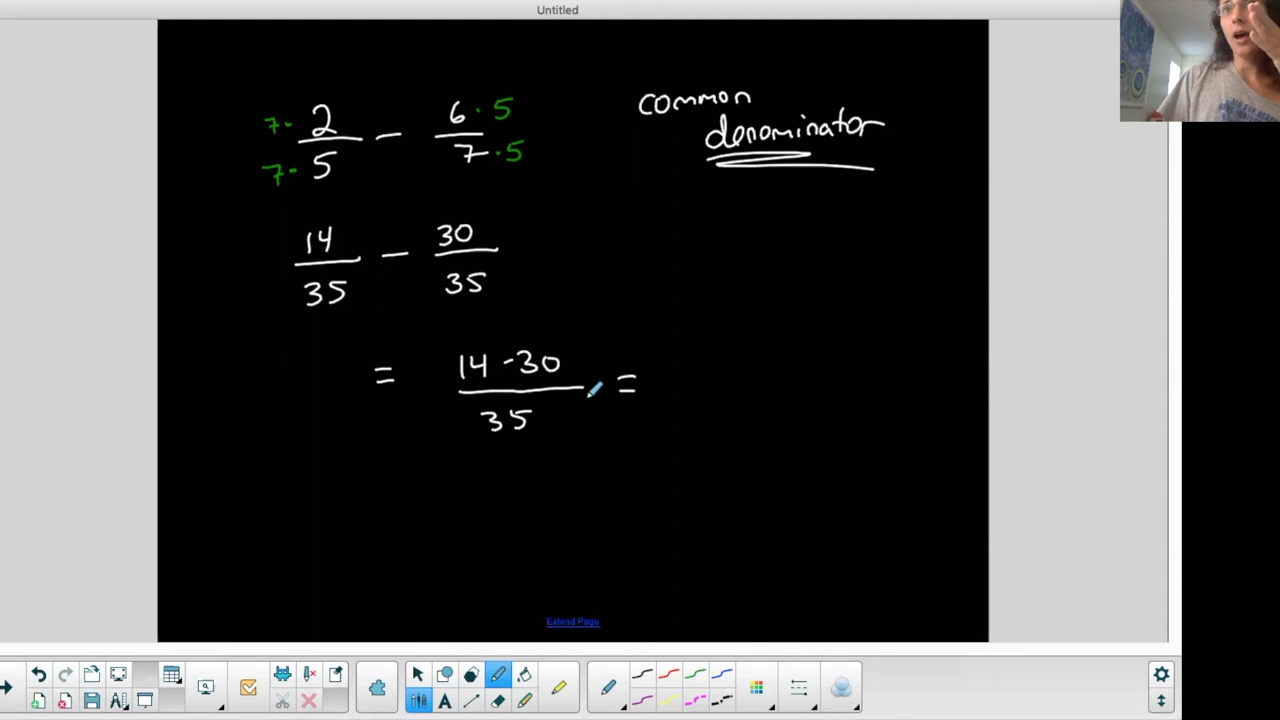 Untitled
7· 2/5 · 7· − 6·5/7·5
common
denominator
14/35 − 30/35
= 14 -30/35 =
Extend Page